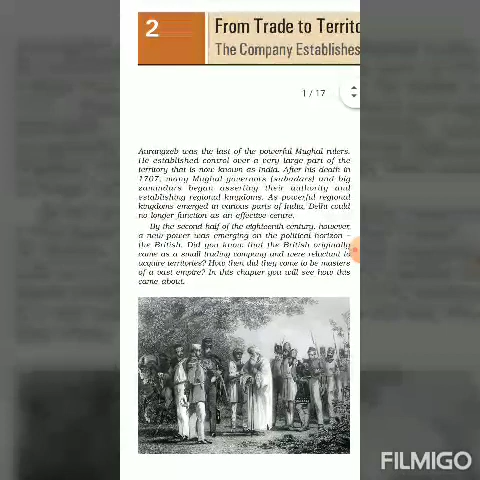 2
From Trade to Territo
The Company Establishes
1 / 17
Aurangzeb was the last of the powerful Mughal rulers.
He established control over a very large part of the
territory that is now known as India. After his death in
1707, many Mughal governors (subadars) and big
zamindars began asserting their authority and
establishing regional kingdoms. As powerful regional
kingdoms emerged in various parts of India, Delhi could
no longer function as an effective centre.
By the second half of the eighteenth century, however,
a new power was emerging on the political horizon –
the British. Did you know that the British originally
came as a small trading company and were reluctant to
acquire territories? How then did they come to be masters
of a vast empire? In this chapter you will see how this
came about.
FILMIGO